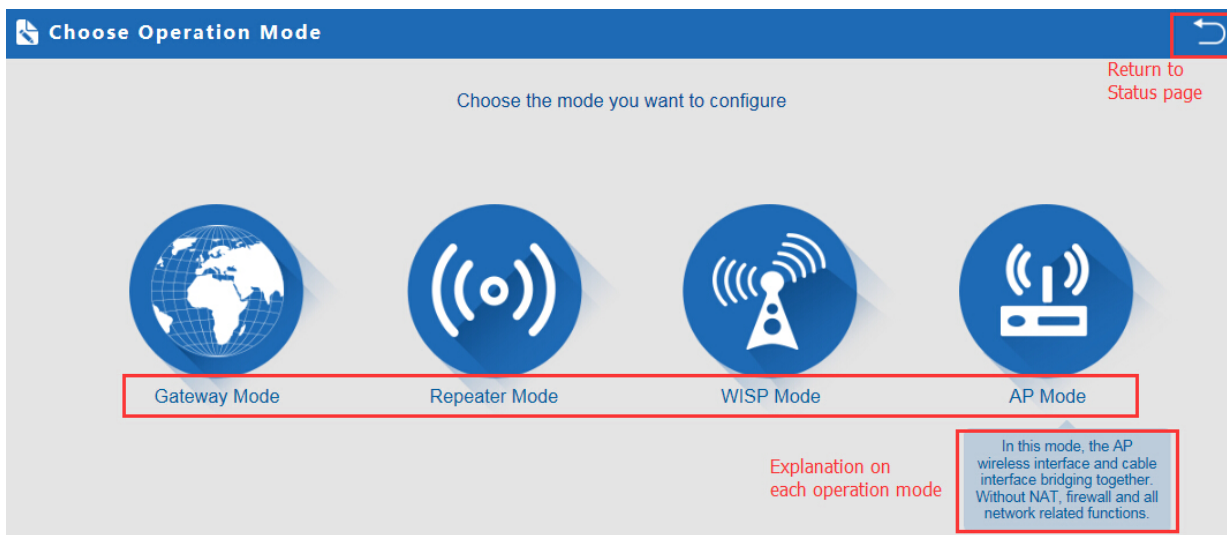 Choose Operation Mode
Return to
Status page
Choose the mode you want to configure
Gateway Mode
Repeater Mode
WISP Mode
AP Mode
Explanation on
each operation mode
In this mode, the AP
wireless interface and cable
interface bridging together.
Without NAT, firewall and all
network related functions.